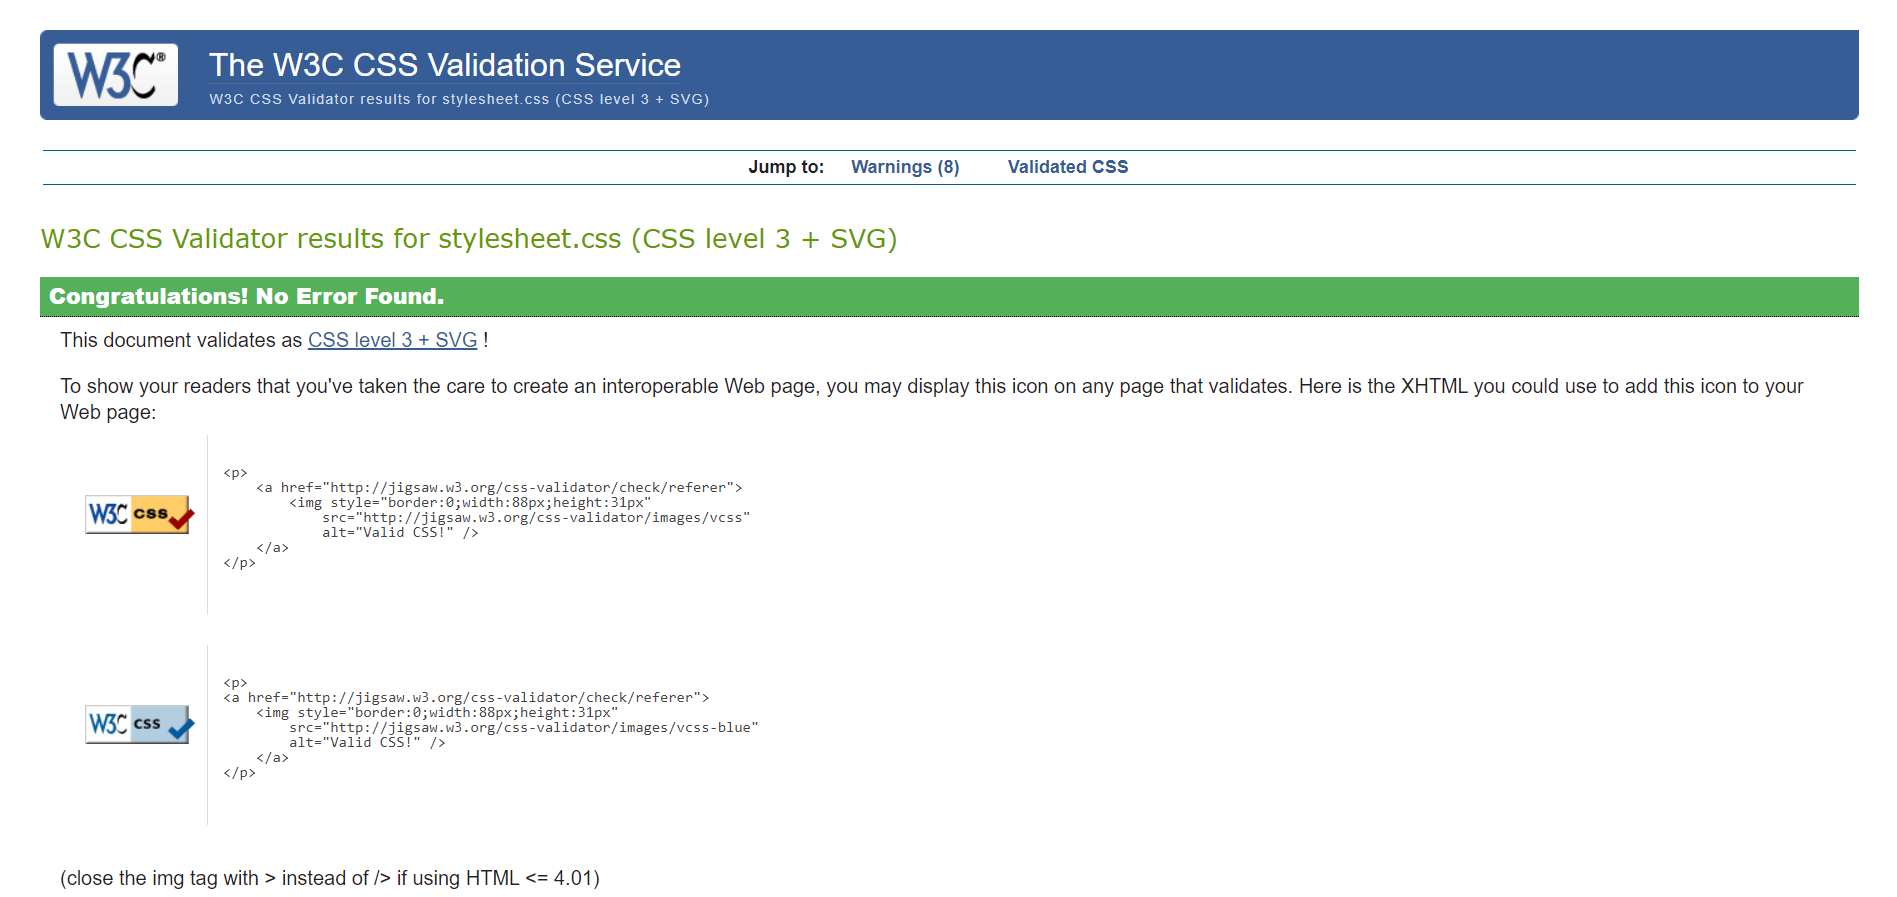 W3C®
The W3C CSS Validation Service
W3C CSS Validator results for stylesheet.css (CSS level 3 + SVG)
Jump to: Warnings (8) Validated CSS
W3C CSS Validator results for stylesheet.css (CSS level 3 + SVG)
Congratulations! No Error Found.
This document validates as CSS level 3 + SVG !
To show your readers that you've taken the care to create an interoperable Web page, you may display this icon on any page that validates. Here is the XHTML you could use to add this icon to your
Web page:
W3C css
<p>
    <a href="http://jigsaw.w3.org/css-validator/check/referer">
        <img style="border:0;width:88px;height:31px"
            src="http://jigsaw.w3.org/css-validator/images/vcss"
            alt="Valid CSS!" />
    </a>
</p>
W3C css
<p>
<a href="http://jigsaw.w3.org/css-validator/check/referer">
    <img style="border:0;width:88px;height:31px"
        src="http://jigsaw.w3.org/css-validator/images/vcss-blue"
        alt="Valid CSS!" />
    </a>
</p>
(close the img tag with > instead of /> if using HTML <= 4.01)